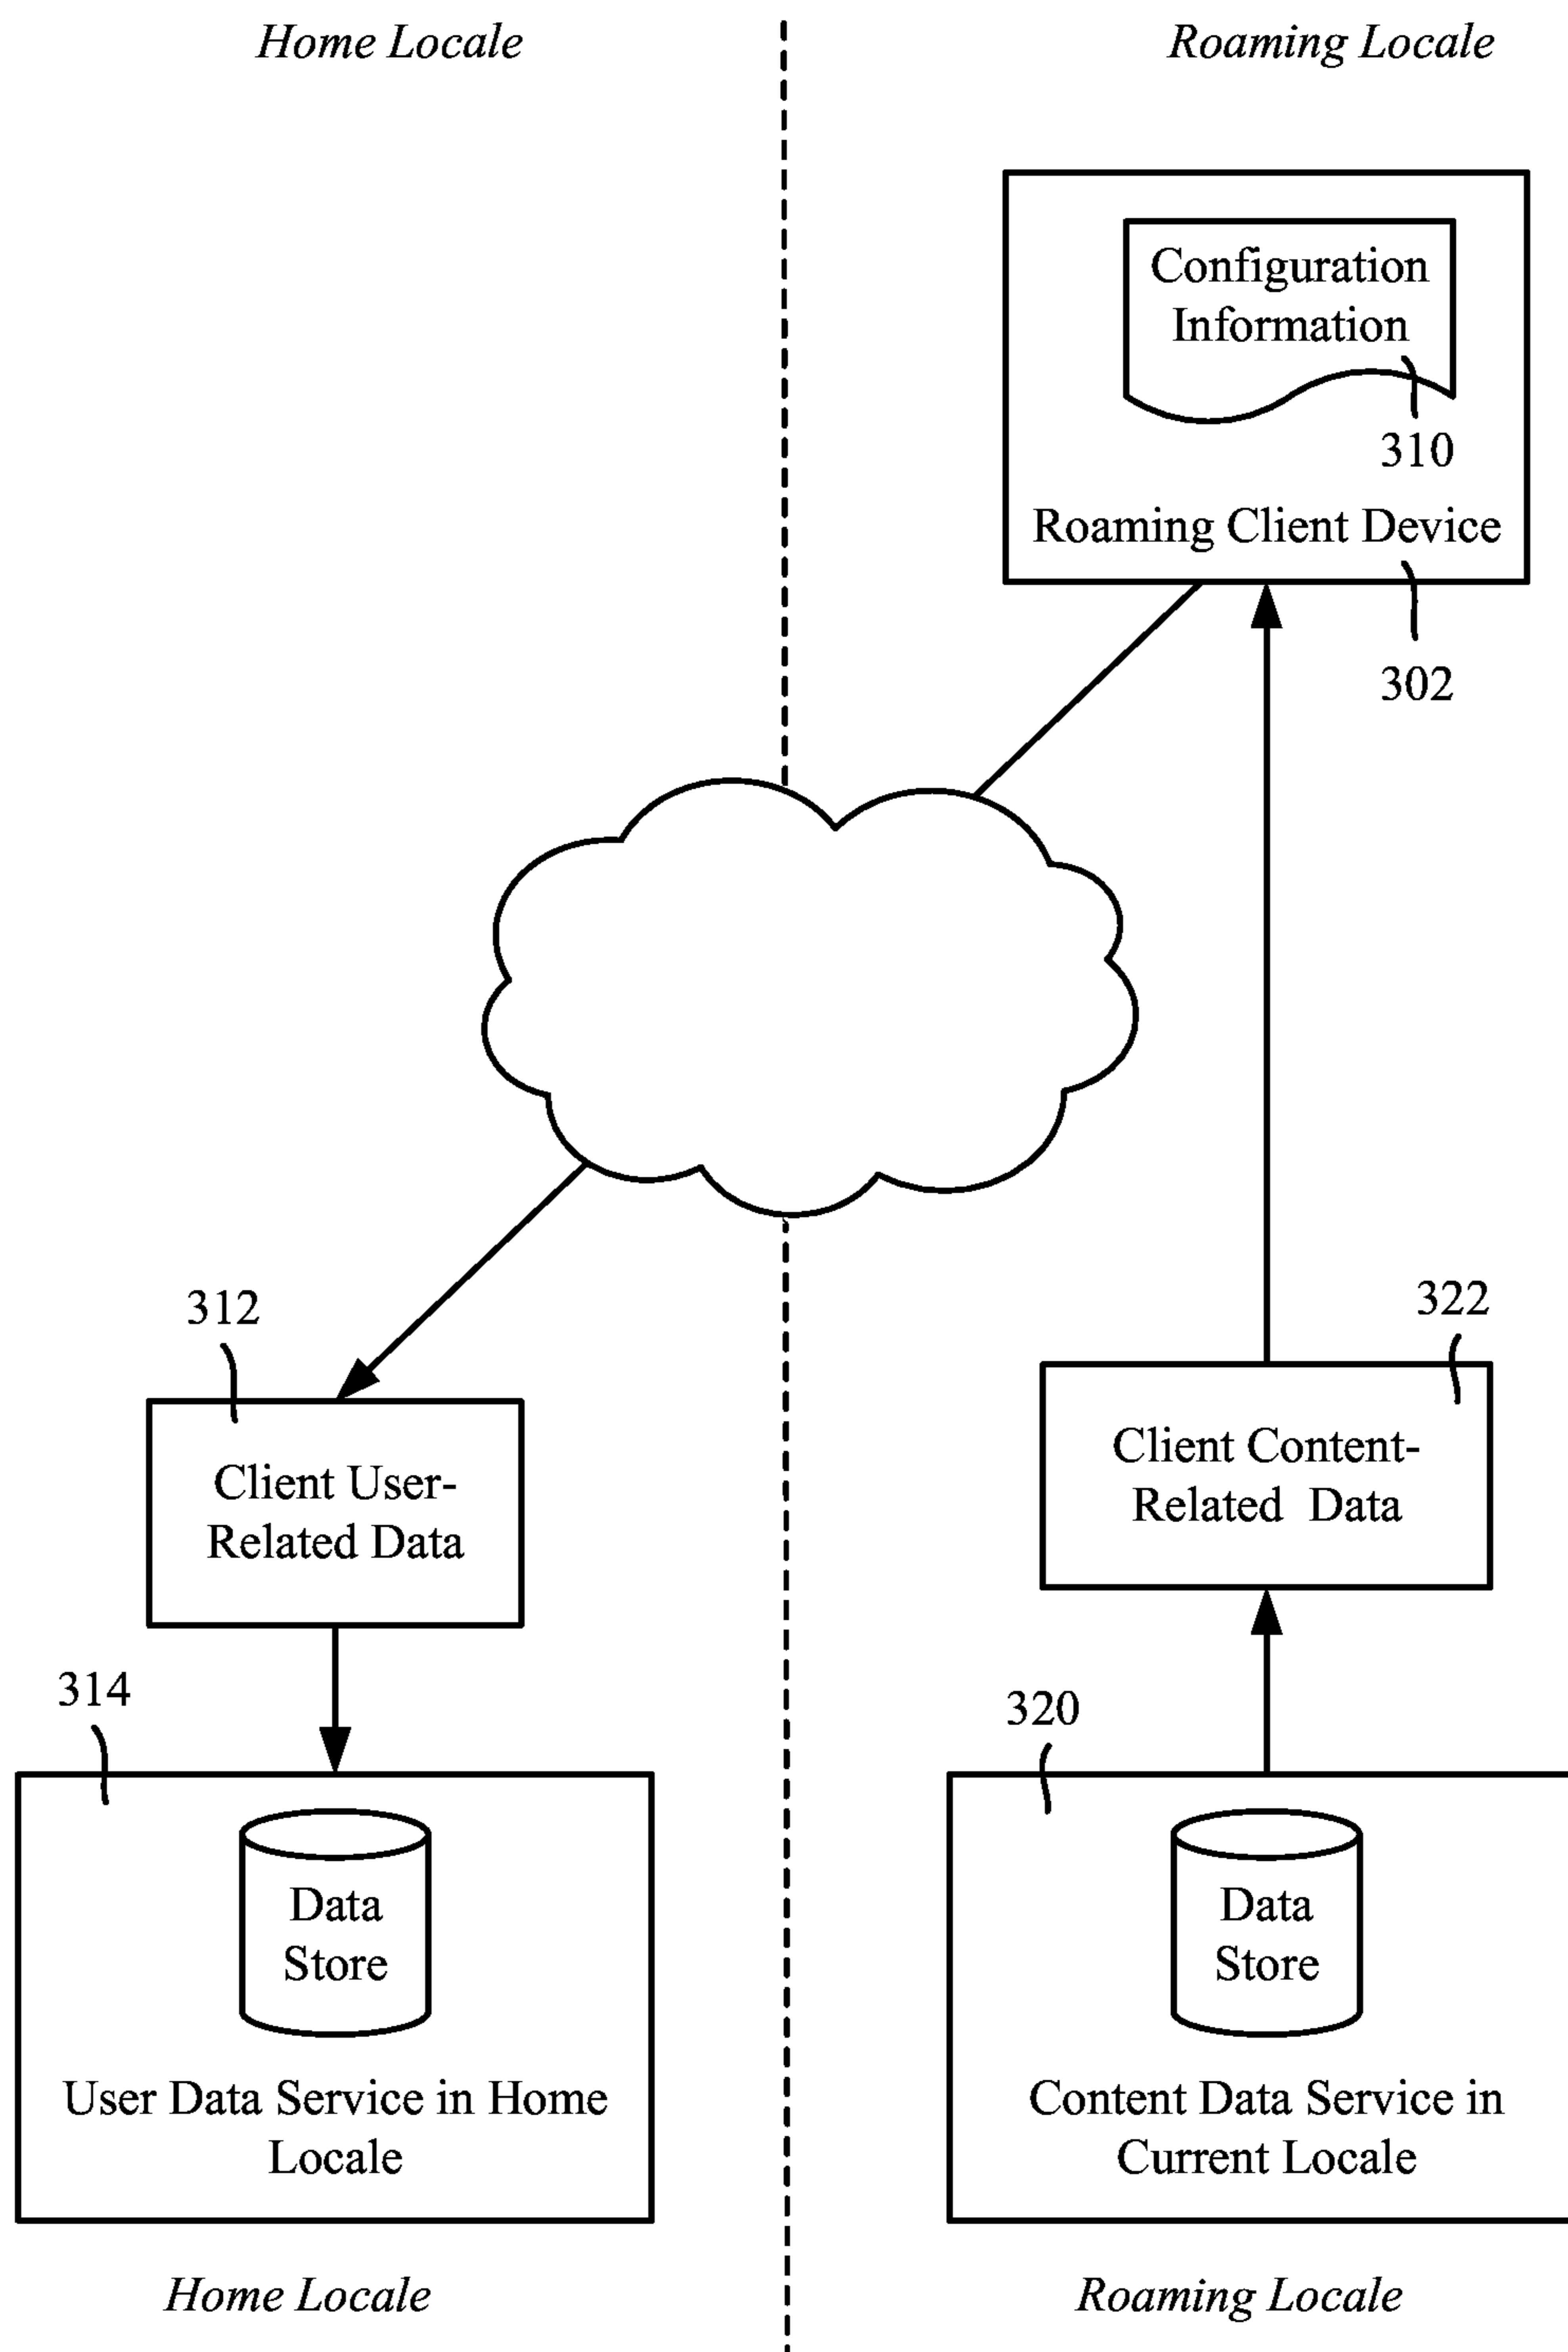 Home Locale
Roaming Locale
Configuration
Information
310
Roaming Client Device
302
312
322
Client User-
Related Data
Client Content-
Related Data
314
320
Data
Store
User Data Service in Home
Locale
Data
Store
Content Data Service in
Current Locale
Home Locale
Roaming Locale